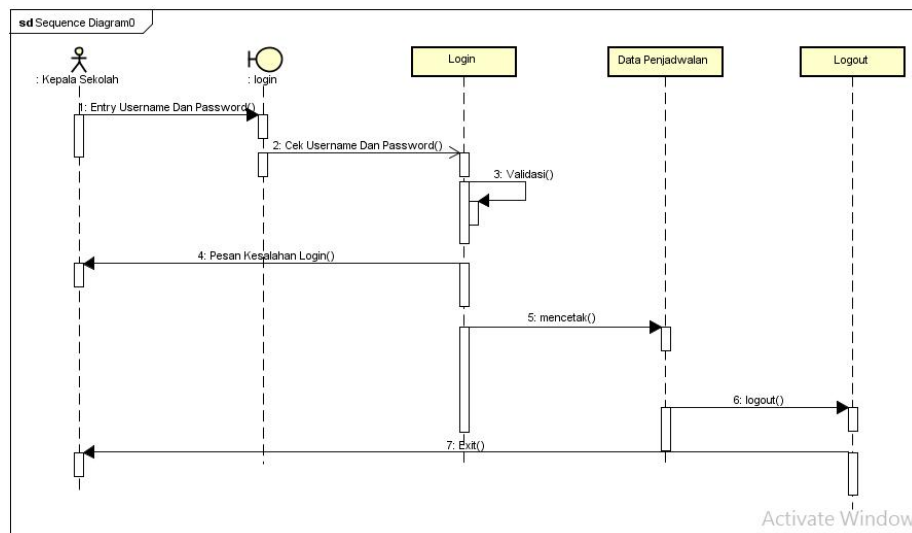 sd Sequence Diagram0
: Kepala Sekolah
: login
Login
Data Penjadwalan
Logout
1: Entry Username Dan Password()
2: Cek Username Dan Password()
3: Validasi()
4: Pesan Kesalahan Login()
5: mencetak()
6: logout()
7: Exit()
Activate Window